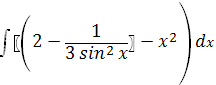 ∫〖(2 − 1/(3 sin² x)〗 − x²) dx